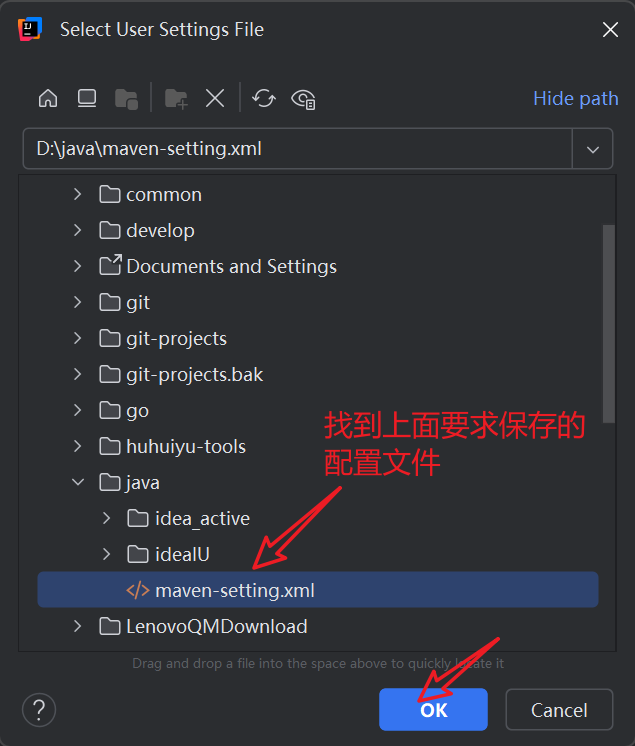 Select User Settings File
Hide path
D:\java\maven-setting.xml
common
develop
Documents and Settings
git
git-projects
git-projects.bak
go
huhuiyu-tools
java
idea_active
idealU
</> maven-setting.xml
LenovoQMDownload
找到上面要求保存的
配置文件
Drag and drop a file into the space above to quickly locate it
?
OK
Cancel